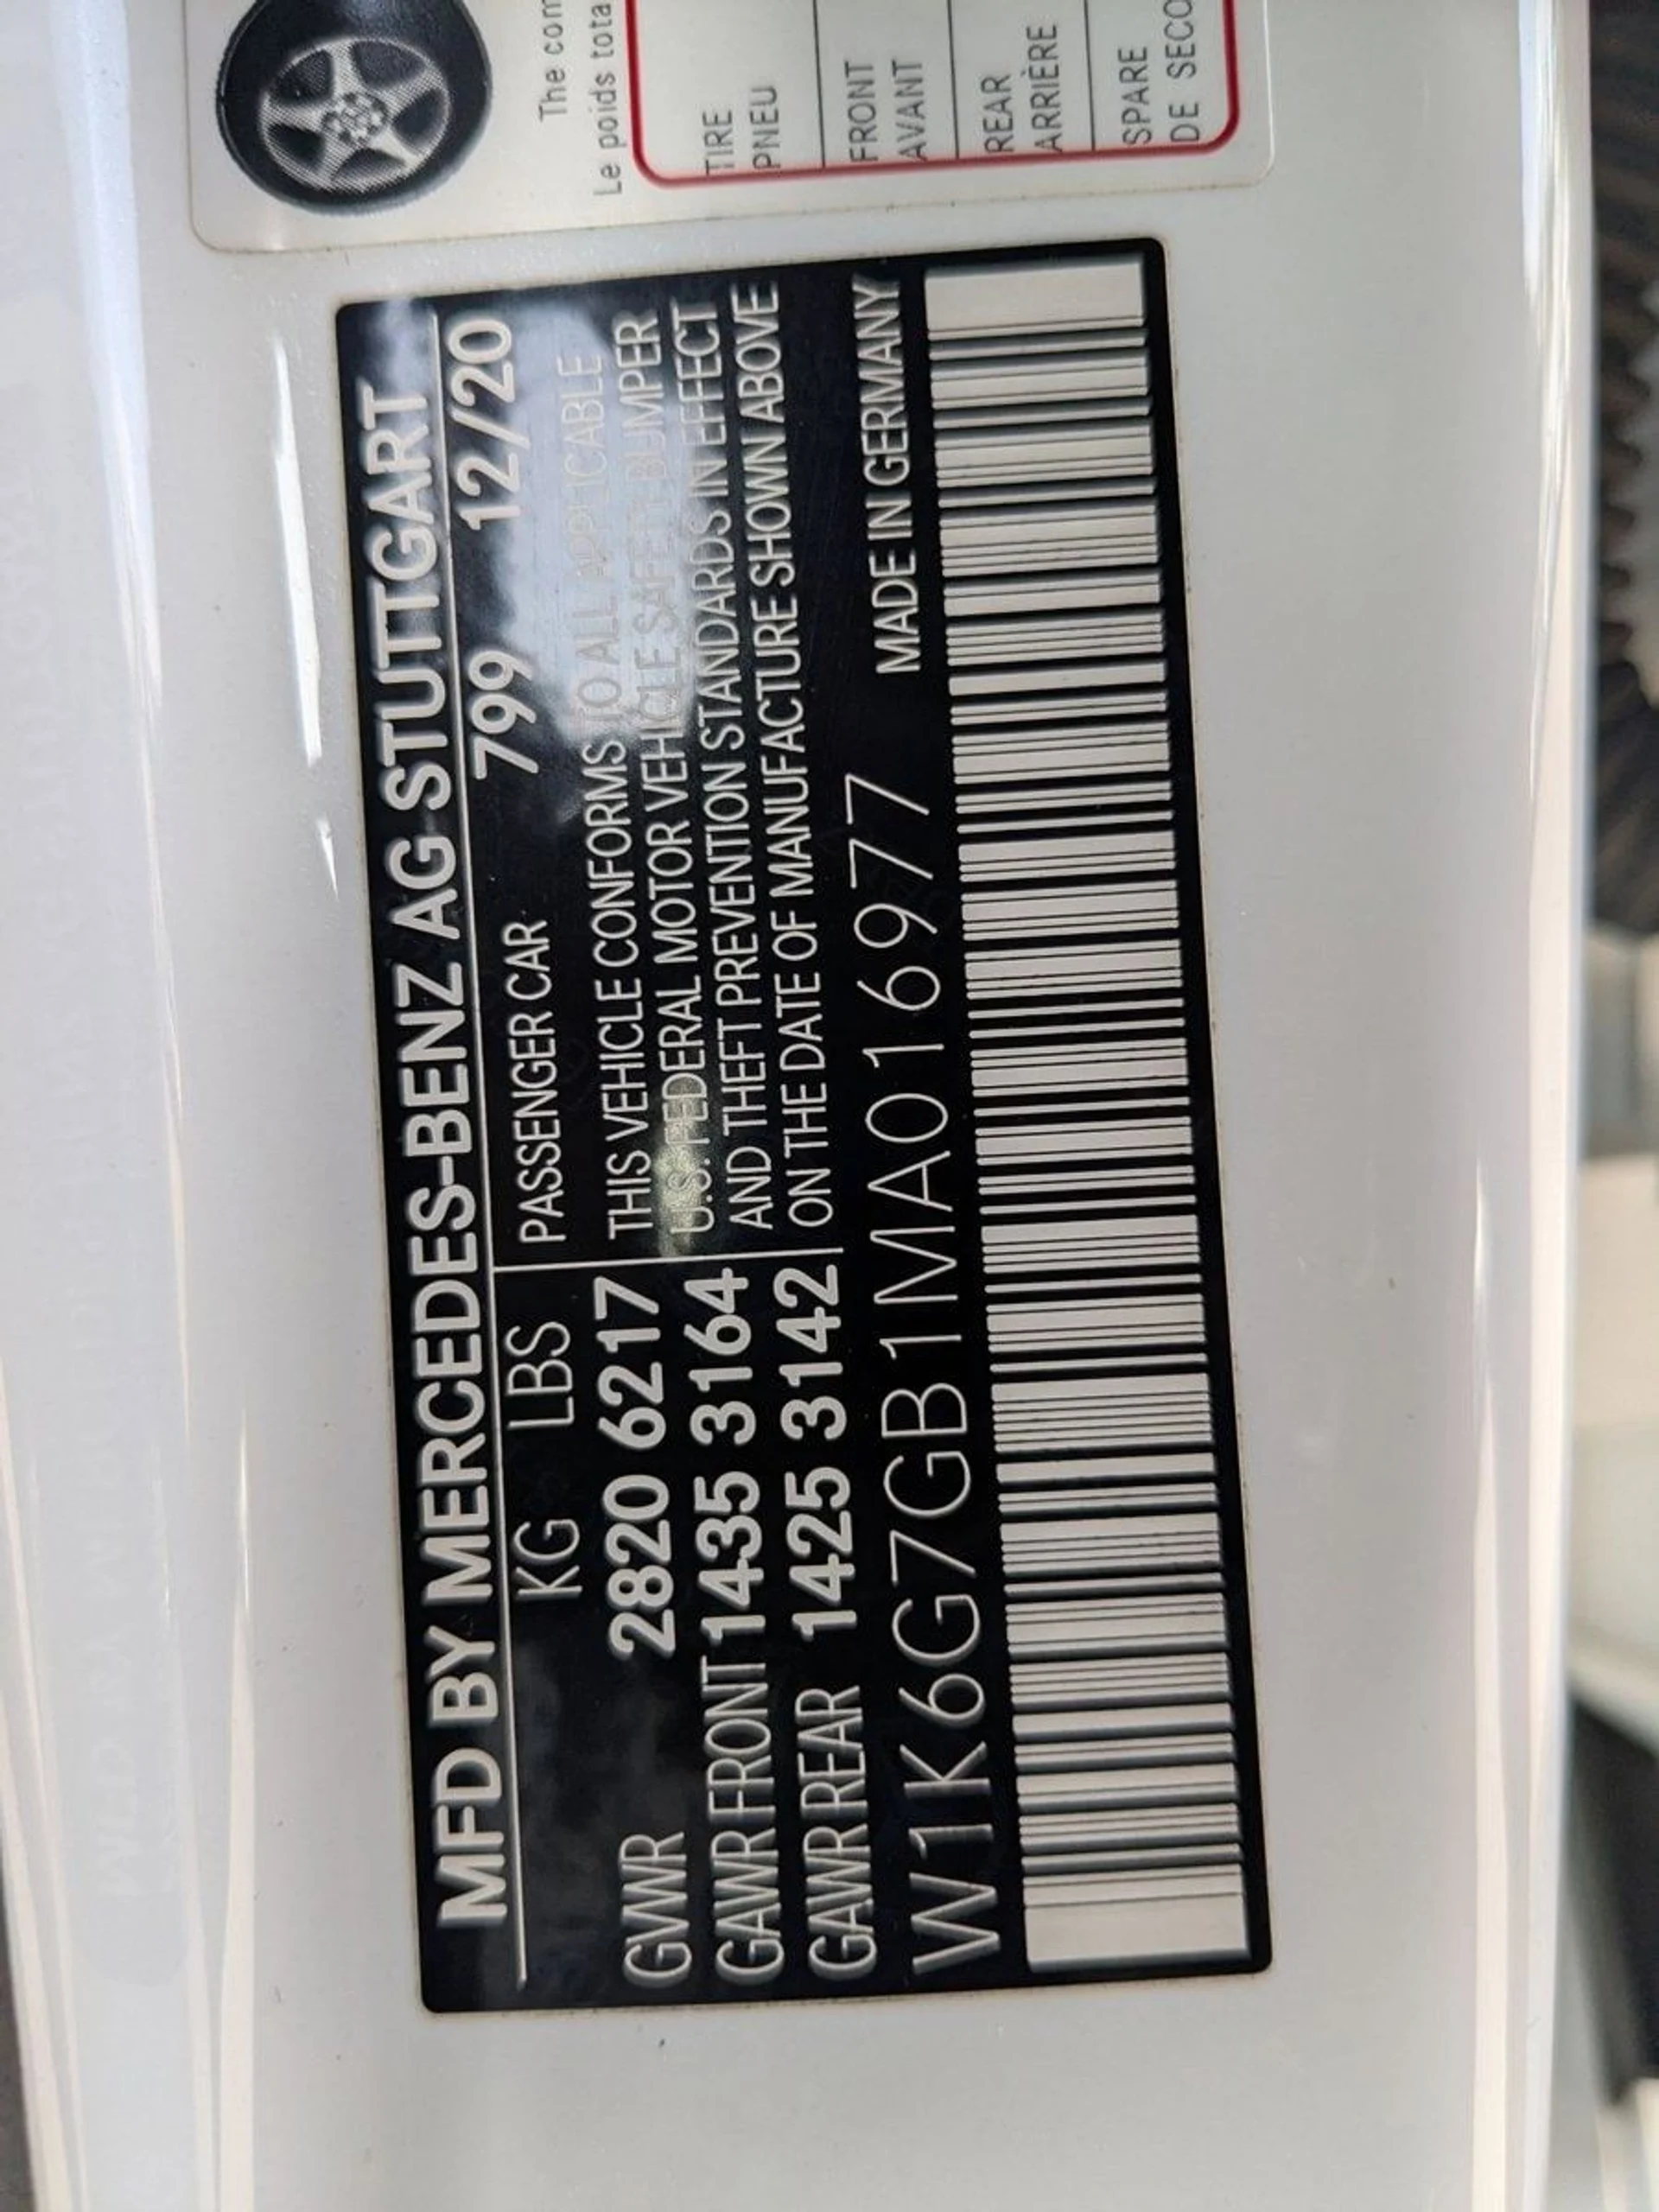 MFD BY MERCEDES-BENZ AG STUTTGART
KG LBS PASSENGER CAR 799 12/20
GVWR 2820 6217
GAWR FRONT 1435 3164
GAWR REAR 1425 3142
THIS VEHICLE CONFORMS TO ALL APPLICABLE
U.S. FEDERAL MOTOR VEHICLE SAFETY BUMPER
AND THEFT PREVENTION STANDARDS IN EFFECT
ON THE DATE OF MANUFACTURE SHOWN ABOVE
MADE IN GERMANY
W1K6G7GB1MA016977
The
Le poids
TIRE
PNEU
FRONT
AVANT
REAR
ARRIÈRE
SPARE
DE